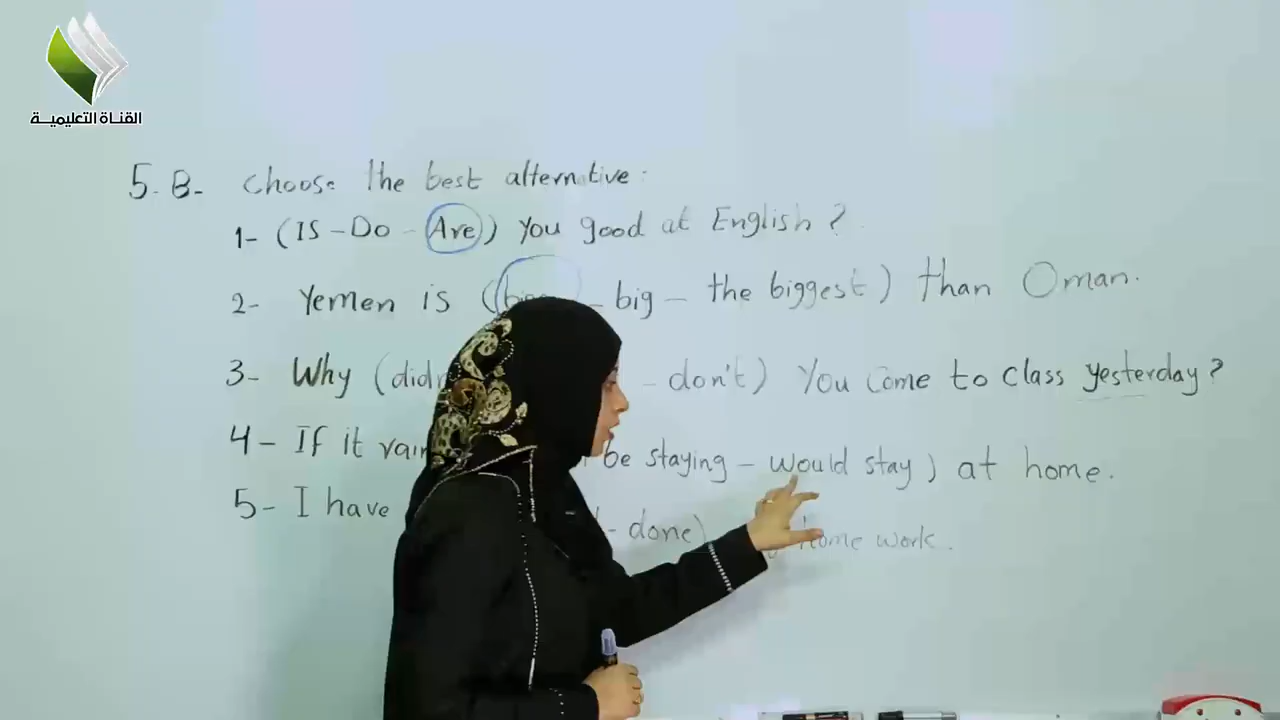 القناة التعليمية
5. B- Choose the best alternative:
1- (IS - Do - Are) you good at English?
2- Yemen is ( - big - the biggest) than Oman.
3- Why ( - don't) you come to class yesterday?
4- If it be staying - would stay) at home.
5- I have - done) home work.